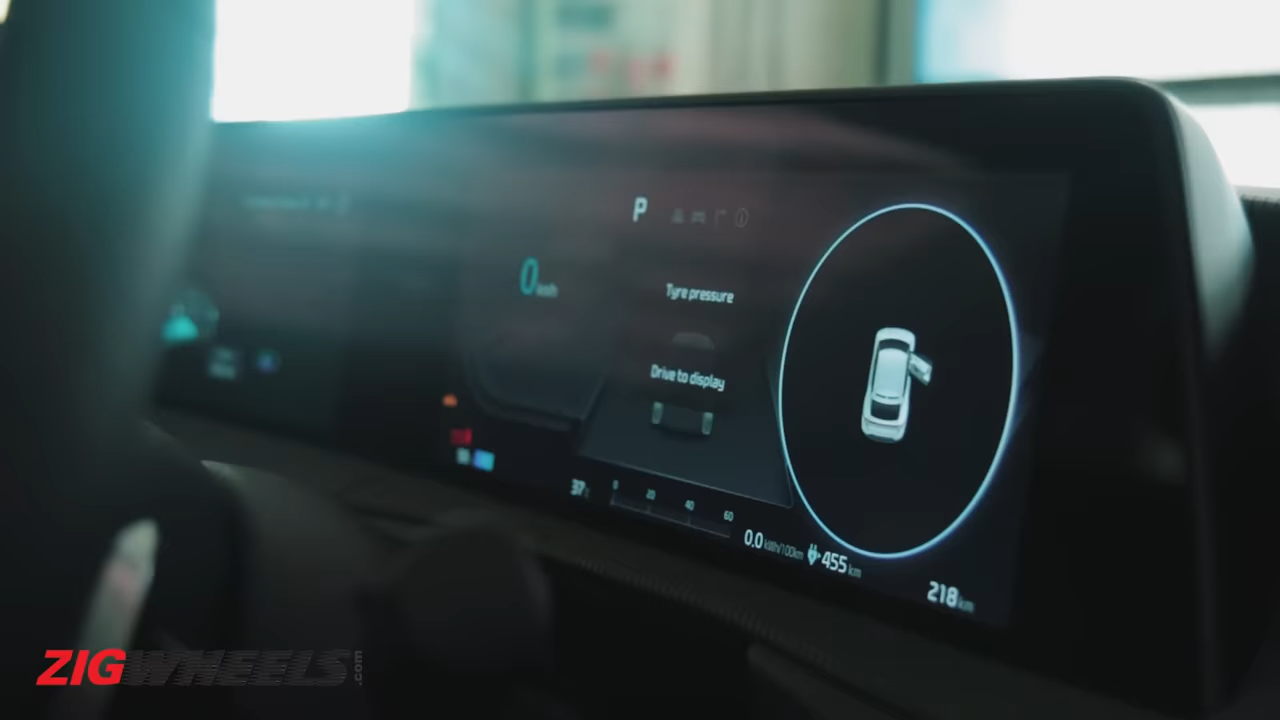 P
0 km/h
Tyre pressure
Drive to display
37
0 20 40 60
0.0 kWh/100km 455 km
218 km
ZIGWHEELS.com